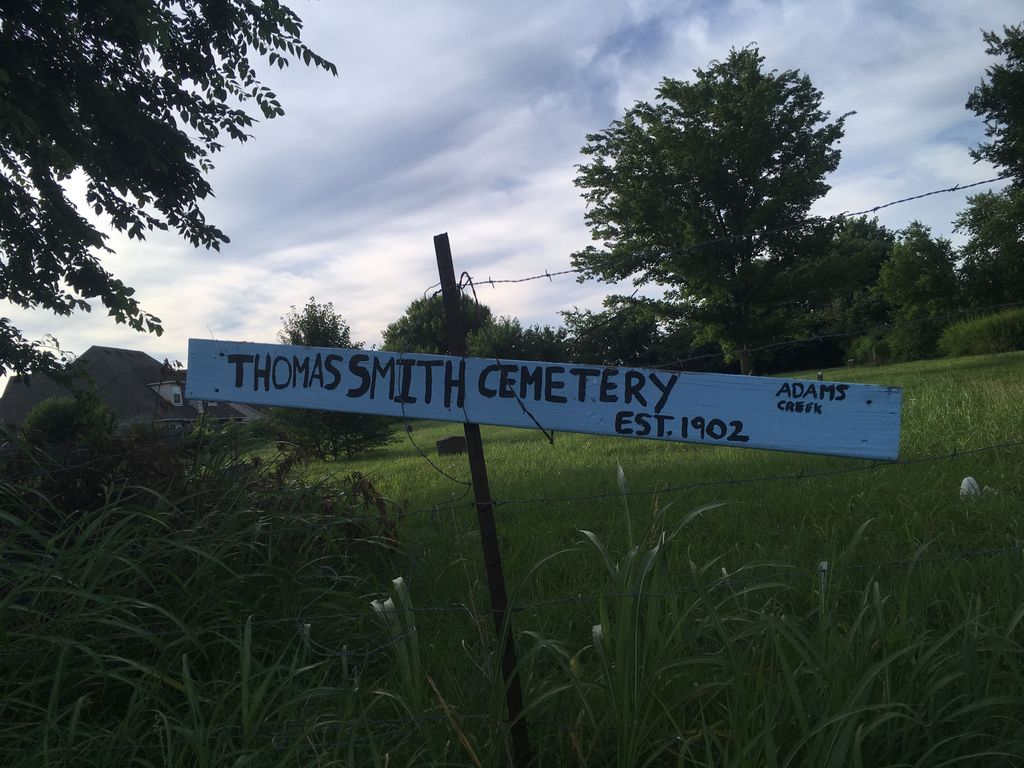 THOMAS SMITH CEMETERY
EST. 1902
ADAMS
CREEK